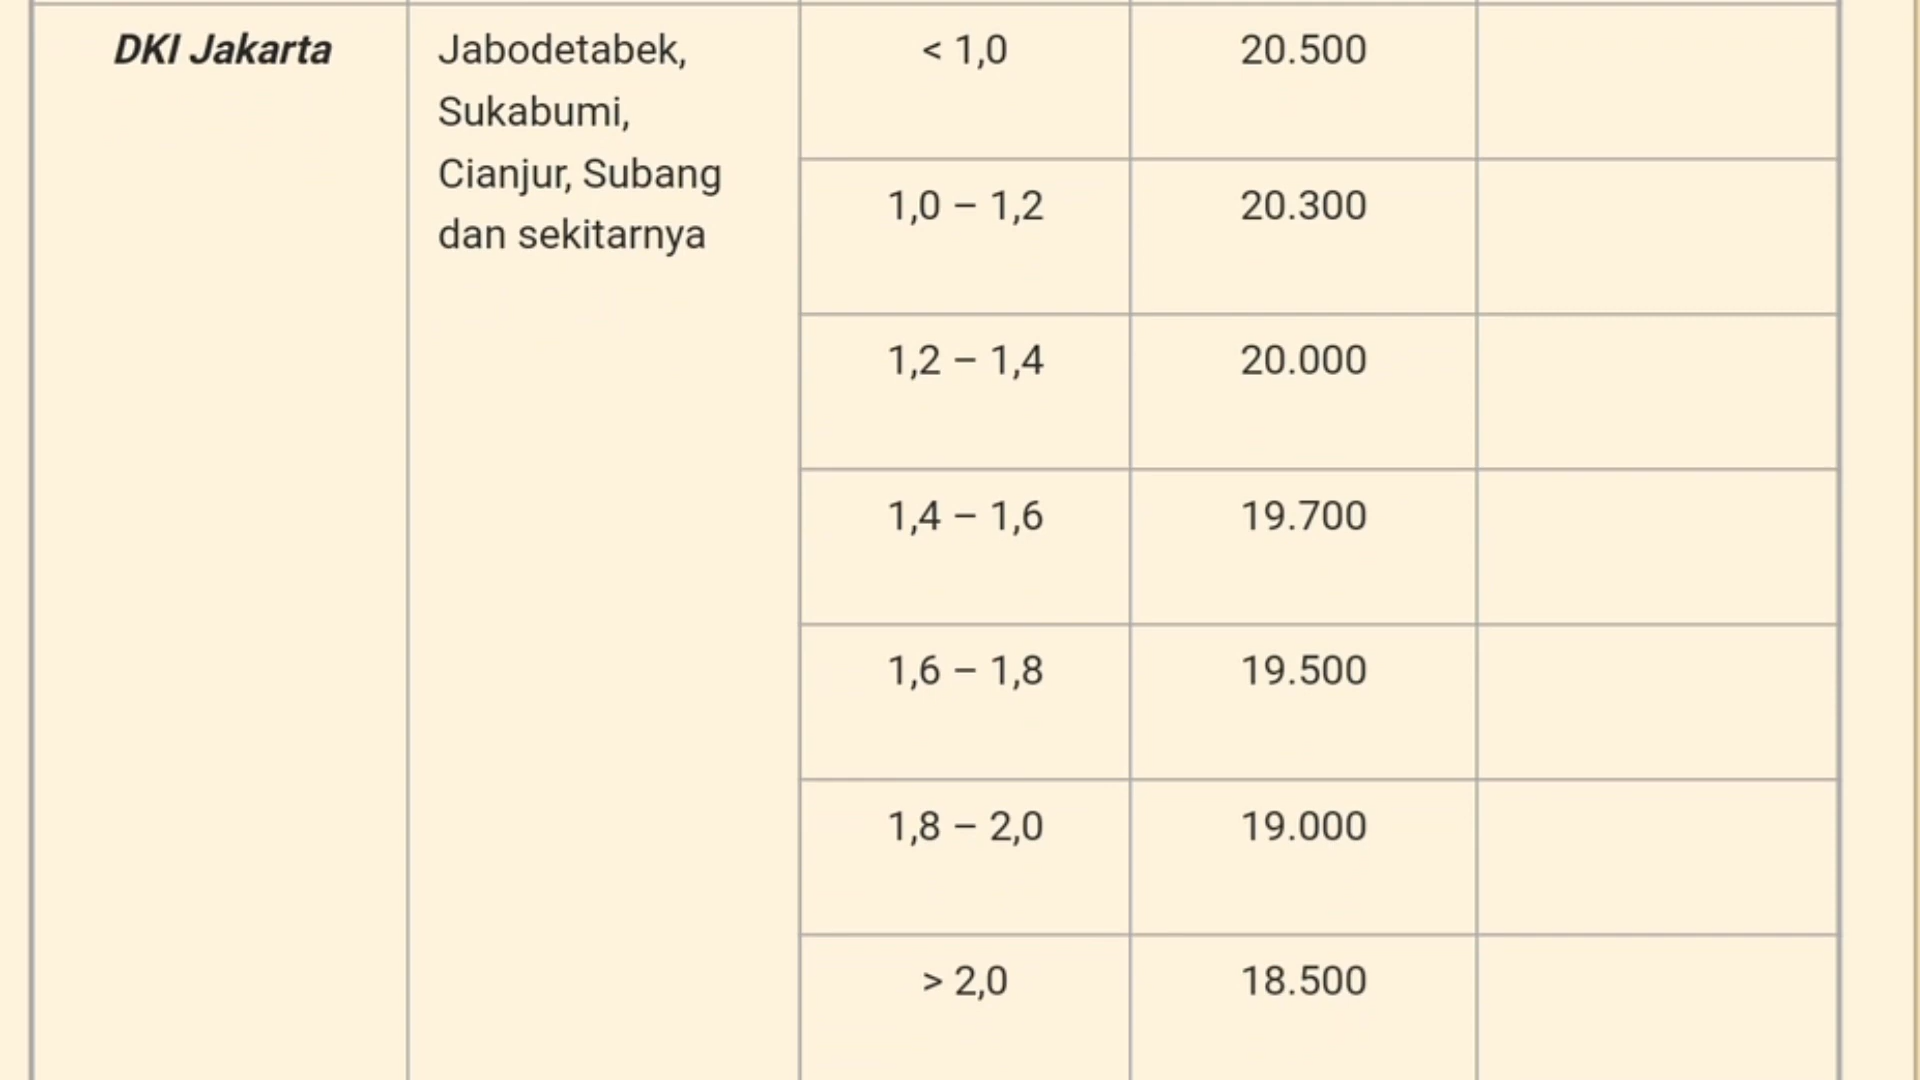 DKI Jakarta
Jabodetabek,
Sukabumi,
Cianjur, Subang
dan sekitarnya
< 1,0 20.500
1,0 – 1,2 20.300
1,2 – 1,4 20.000
1,4 – 1,6 19.700
1,6 – 1,8 19.500
1,8 – 2,0 19.000
> 2,0 18.500